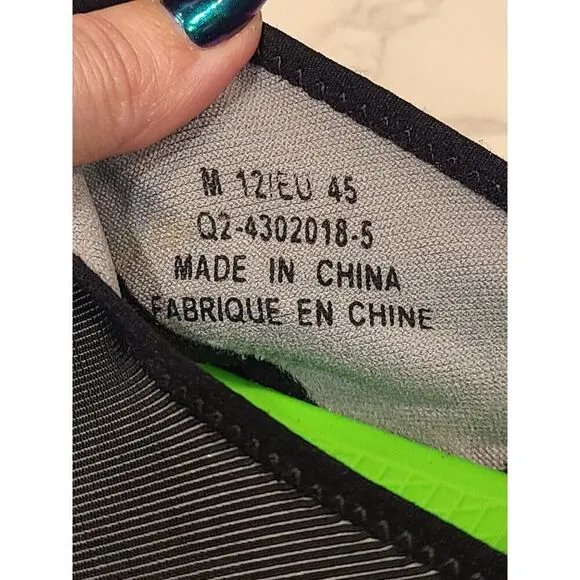 M 12/EU 45
Q2-4302018-5
MADE IN CHINA
FABRIQUE EN CHINE